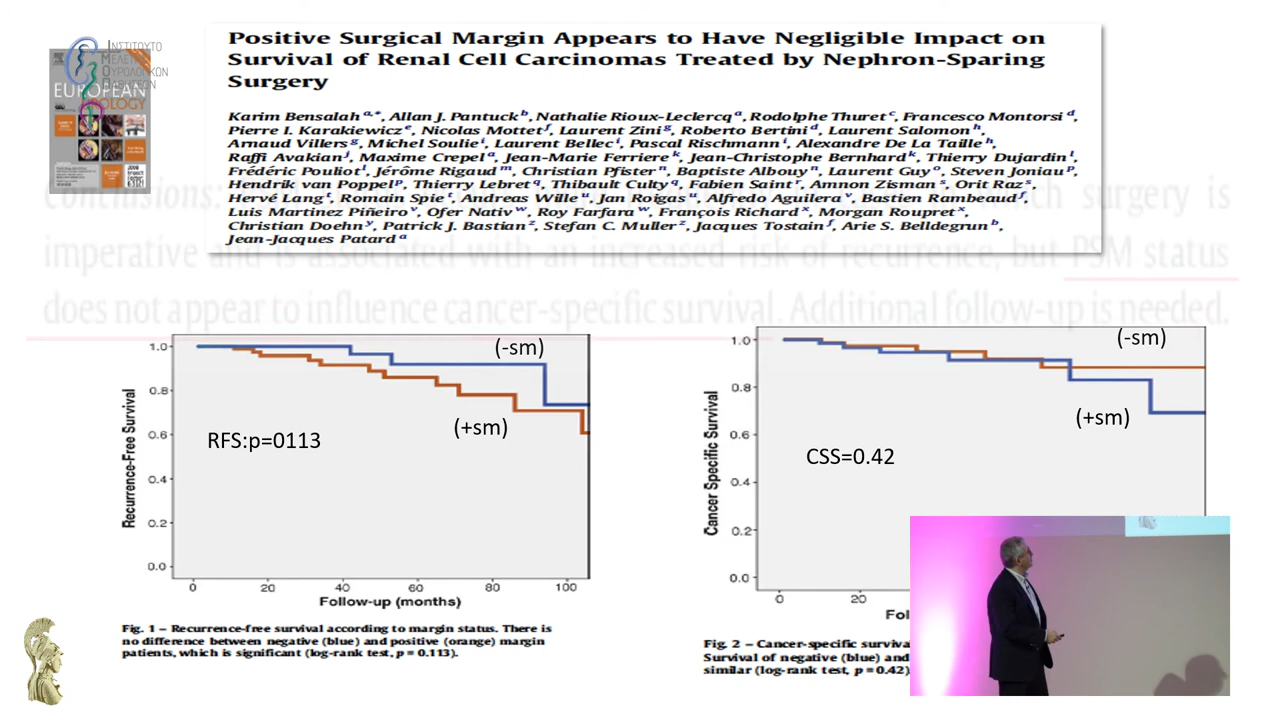 ΙΝΣΤΙΤΟΥΤΟ
ΜΕΛΕΤΗΣ
ΟΥΡΟΛΟΓΙΚΩΝ
ΠΑΘΗΣΕΩΝ
EUROPEAN
UROLOGY
Positive Surgical Margin Appears to Have Negligible Impact on
Survival of Renal Cell Carcinomas Treated by Nephron-Sparing
Surgery
Karim Bensalah a,*, Allan J. Pantuck b, Nathalie Rioux-Leclercq a, Rodolphe Thuret c, Francesco Montorsi d,
Pierre I. Karakiewicz e, Nicolas Mottet f, Laurent Zini g, Roberto Bertini d, Laurent Salomon h,
Arnaud Villers g, Michel Soulie i, Laurent Bellec i, Pascal Rischmann i, Alexandre De La Taille h,
Raffi Avakian j, Maxime Crepel a, Jean-Marie Ferriere k, Jean-Christophe Bernhard k, Thierry Dujardin l,
Frédéric Pouliot l, Jérôme Rigaud m, Christian Pfister n, Baptiste Albouy n, Laurent Guy o, Steven Joniau p,
Hendrik van Poppel p, Thierry Lebret q, Thibault Culty q, Fabien Saint r, Amnon Zisman s, Orit Raz s,
Hervé Lang t, Romain Spie t, Andreas Wille u, Jan Roigas u, Alfredo Aguilera v, Bastien Rambeaud f,
Luis Martinez Piñeiro v, Ofer Nativ w, Roy Farfara w, François Richard x, Morgan Roupret x,
Christian Doehn y, Patrick J. Bastian z, Stefan C. Muller z, Jacques Tostain f, Arie S. Belldegrun b,
Jean-Jacques Patard a
conclusions: which surgery is
imperative and is associated with an increased risk of recurrence, but PSM status
does not appear to influence cancer-specific survival. Additional follow-up is needed.
Recurrence-Free Survival
1.0
0.8
0.6
0.4
0.2
0.0
(-sm)
(+sm)
RFS:p=0113
0 20 40 60 80 100
Follow-up (months)
Fig. 1 – Recurrence-free survival according to margin status. There is
no difference between negative (blue) and positive (orange) margin
patients, which is significant (log-rank test, p = 0.113).
Cancer Specific Survival
1.0
0.8
0.6
0.4
0.2
0.0
(-sm)
(+sm)
CSS=0.42
0 20
Fol
Fig. 2 – Cancer-specific surviva
Survival of negative (blue) and
similar (log-rank test, p = 0.42)